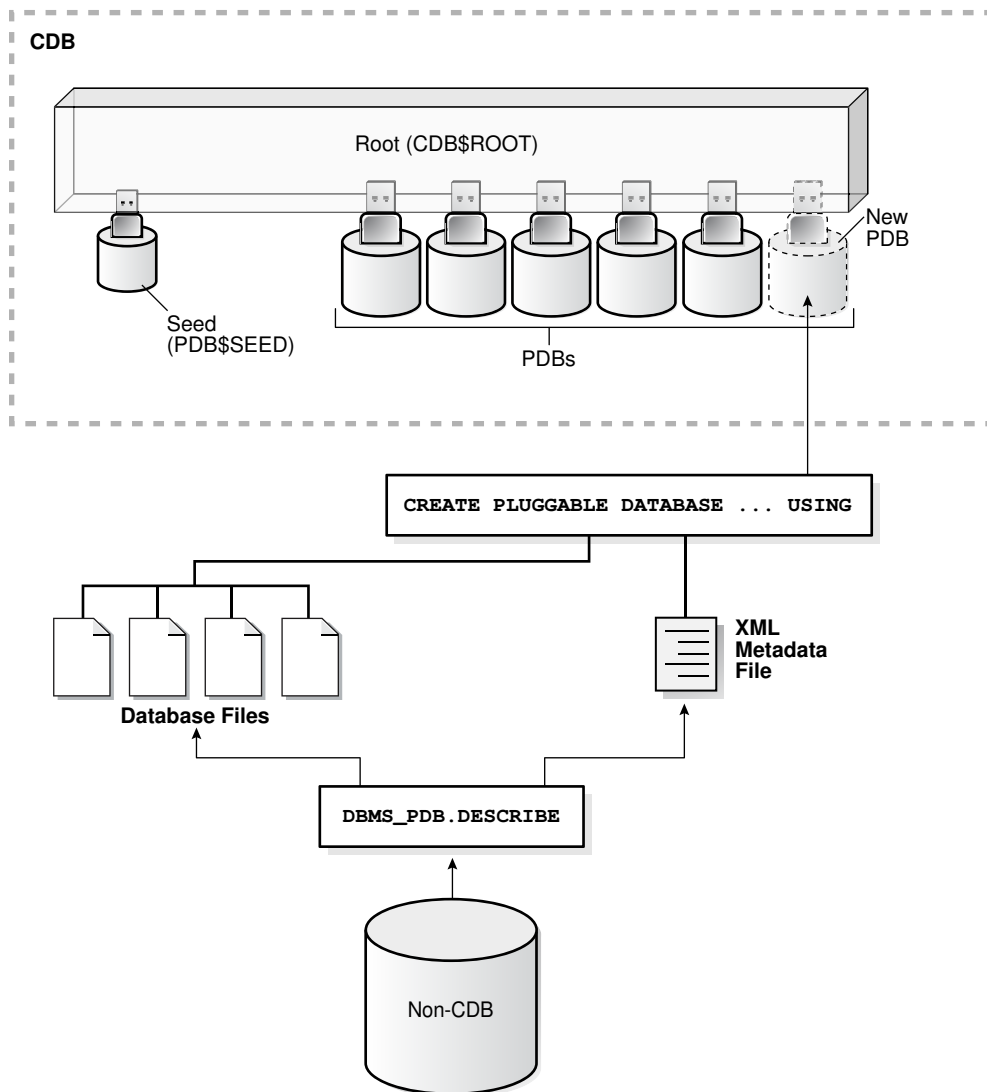 CDB
Root (CDB$ROOT)
New
PDB
Seed
(PDB$SEED)
PDBs
CREATE PLUGGABLE DATABASE ... USING
XML
Metadata
File
Database Files
DBMS_PDB.DESCRIBE
Non-CDB